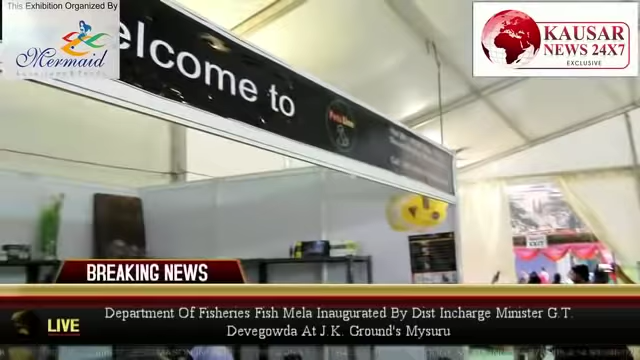 This Exhibition Organized By
Mermaid
KAUSAR
NEWS 24X7
EXCLUSIVE
elcome to
EXIT
BREAKING NEWS
Department Of Fisheries Fish Mela Inaugurated By Dist Incharge Minister G.T.
LIVE
Devegowda At J.K. Ground's Mysuru